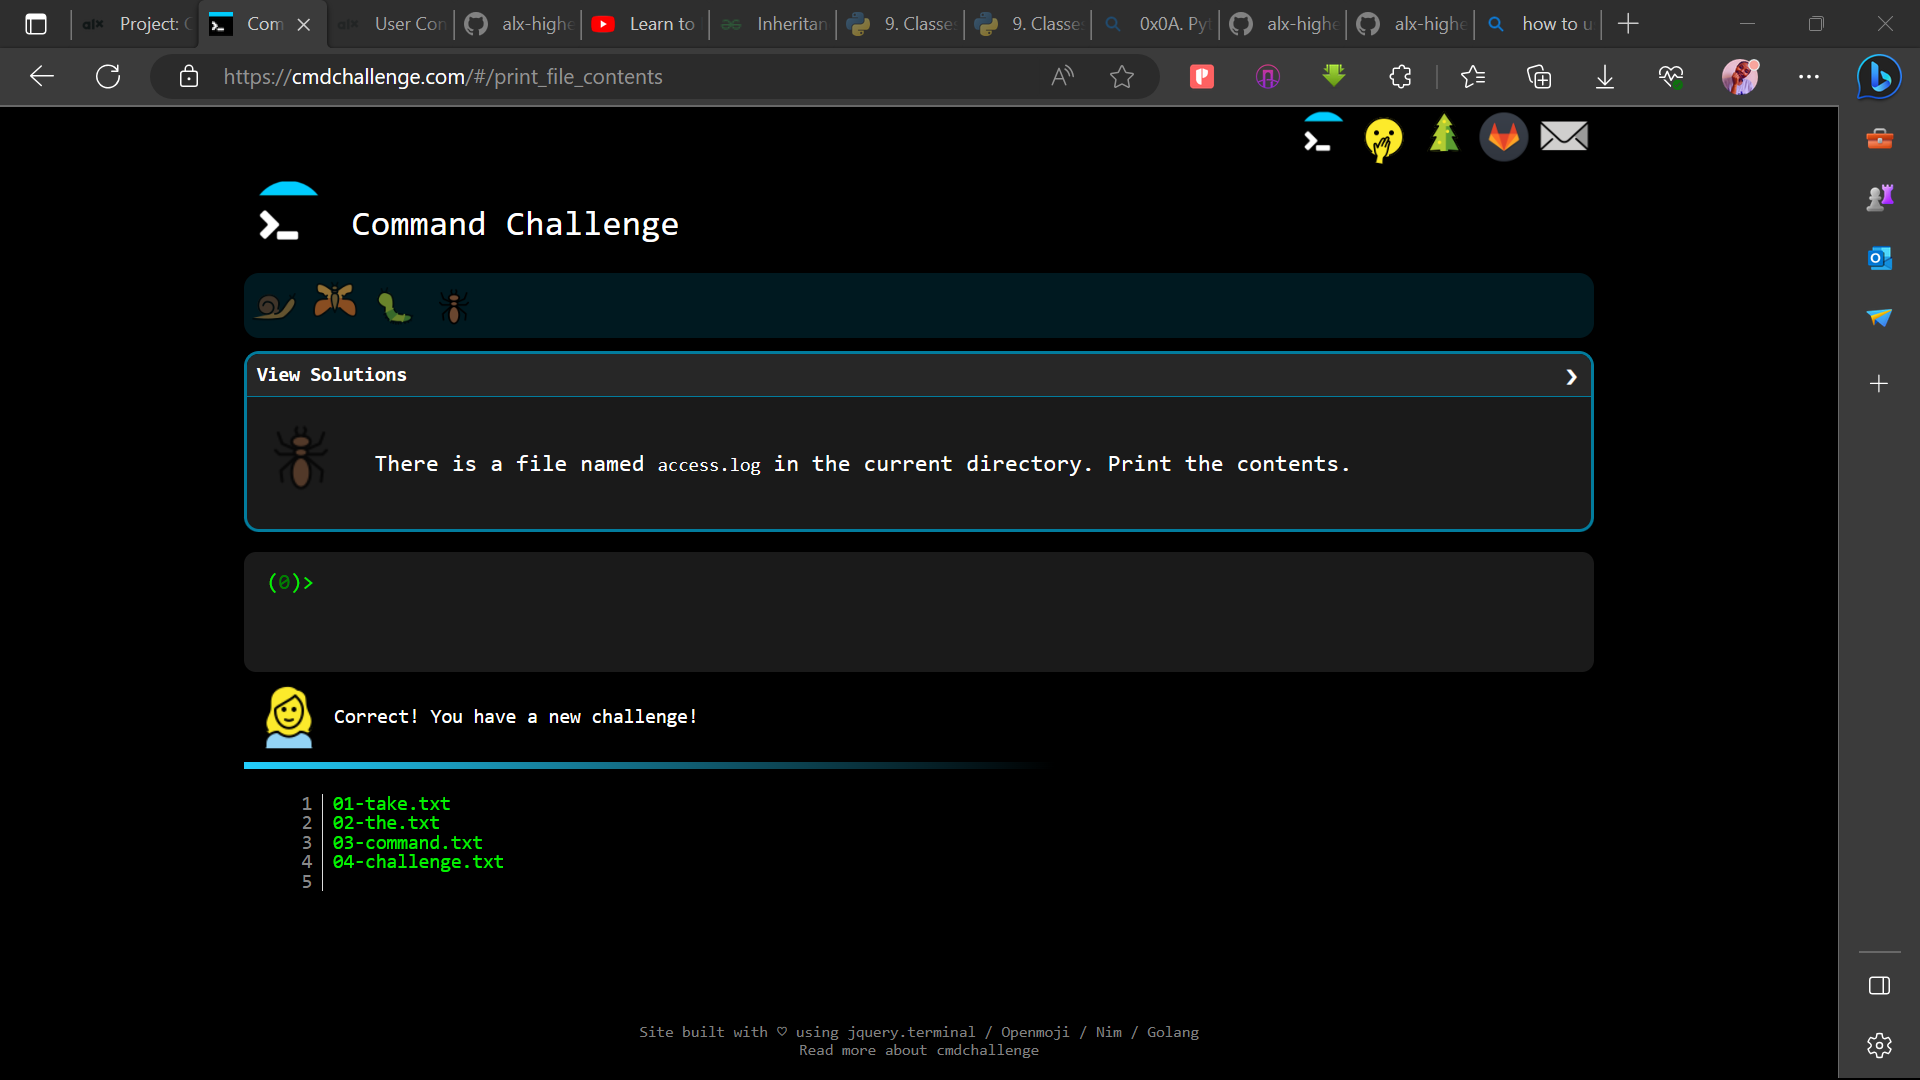 Project: C
Com
User Con
alx-highe
Learn to
Inheritan
9. Classe
9. Classe
0x0A. Pyt
alx-highe
alx-highe
how to u
https://cmdchallenge.com/#/print_file_contents
Command Challenge
View Solutions
There is a file named access.log in the current directory. Print the contents.
(0)>
Correct! You have a new challenge!
1 01-take.txt
2 02-the.txt
3 03-command.txt
4 04-challenge.txt
5
Site built with ♡ using jquery.terminal / Openmoji / Nim / Golang
Read more about cmdchallenge